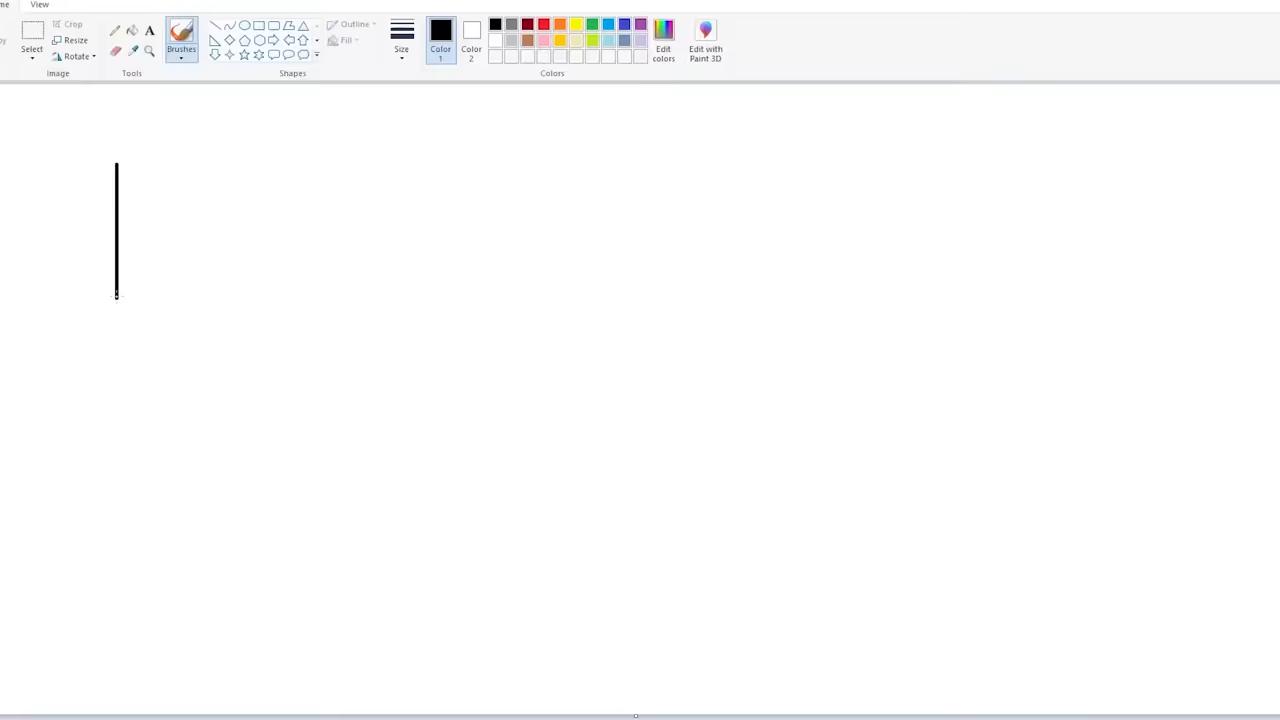 me View
Crop
Resize
Rotate
Select
Image
A
Tools
Brushes
Outline
Fill
Shapes
Size
Color 1
Color 2
Colors
Edit colors
Edit with Paint 3D